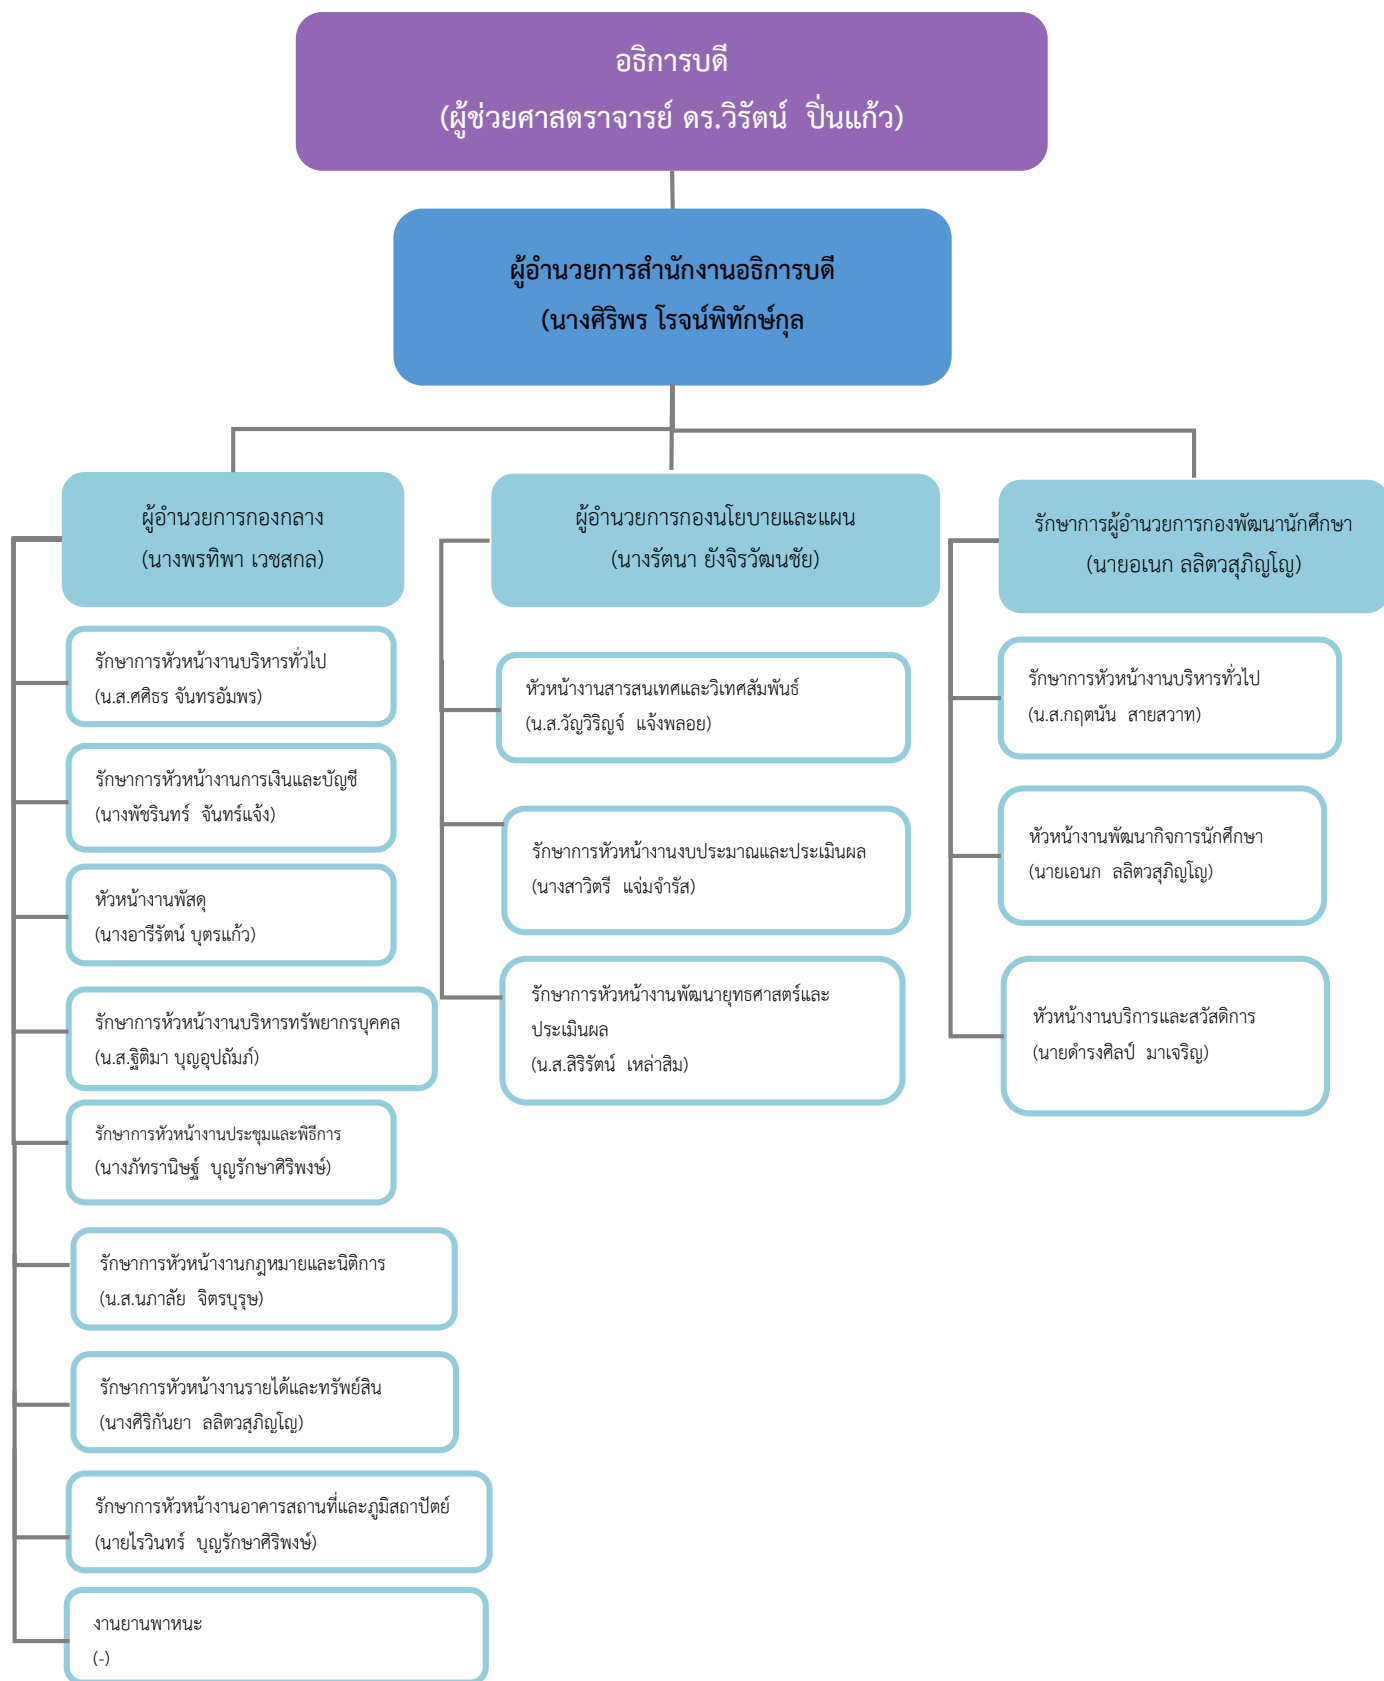 อธิการบดี
(ผู้ช่วยศาสตราจารย์ ดร.วิรัตน์ ปิ่นแก้ว)
ผู้อำนวยการสำนักงานอธิการบดี
(นางศิริพร โรจน์พิทักษ์กุล
ผู้อำนวยการกองกลาง
(นางพรทิพา เวชสกล)
รักษาการหัวหน้างานบริหารทั่วไป
(น.ส.ศศิธร จันทรอัมพร)
รักษาการหัวหน้างานการเงินและบัญชี
(นางพัชรินทร์ จันทร์แจ้ง)
หัวหน้างานพัสดุ
(นางอารีรัตน์ บุตรแก้ว)
รักษาการห้วหน้างานบริหารทรัพยากรบุคคล
(น.ส.ฐิติมา บุญอุปถัมภ์)
รักษาการหัวหน้างานประชุมและพิธีการ
(นางภัทรานิษฐ์ บุญรักษาศิริพงษ์)
รักษาการหัวหน้างานกฎหมายและนิติการ
(น.ส.นภาลัย จิตรบุรุษ)
รักษาการหัวหน้างานรายได้และทรัพย์สิน
(นางศิริกันยา ลลิตวสุภิญโญ)
รักษาการหัวหน้างานอาคารสถานที่และภูมิสถาปัตย์
(นายไรวินทร์ บุญรักษาศิริพงษ์)
งานยานพาหนะ
(-)
ผู้อำนวยการกองนโยบายและแผน
(นางรัตนา ยังจิรวัฒนชัย)
หัวหน้างานสารสนเทศและวิเทศสัมพันธ์
(น.ส.วัญวิริญจ์ แจ้งพลอย)
รักษาการหัวหน้างานงบประมาณและประเมินผล
(นางสาวิตรี แจ่มจำรัส)
รักษาการหัวหน้างานพัฒนายุทธศาสตร์และ
ประเมินผล
(น.ส.สิริรัตน์ เหล่าสิม)
รักษาการผู้อำนวยการกองพัฒนานักศึกษา
(นายอเนก ลลิตวสุภิญโญ)
รักษาการหัวหน้างานบริหารทั่วไป
(น.ส.กฤตนัน สายสวาท)
หัวหน้างานพัฒนากิจการนักศึกษา
(นายเอนก ลลิตวสุภิญโญ)
หัวหน้างานบริการและสวัสดิการ
(นายดำรงศิลป์ มาเจริญ)